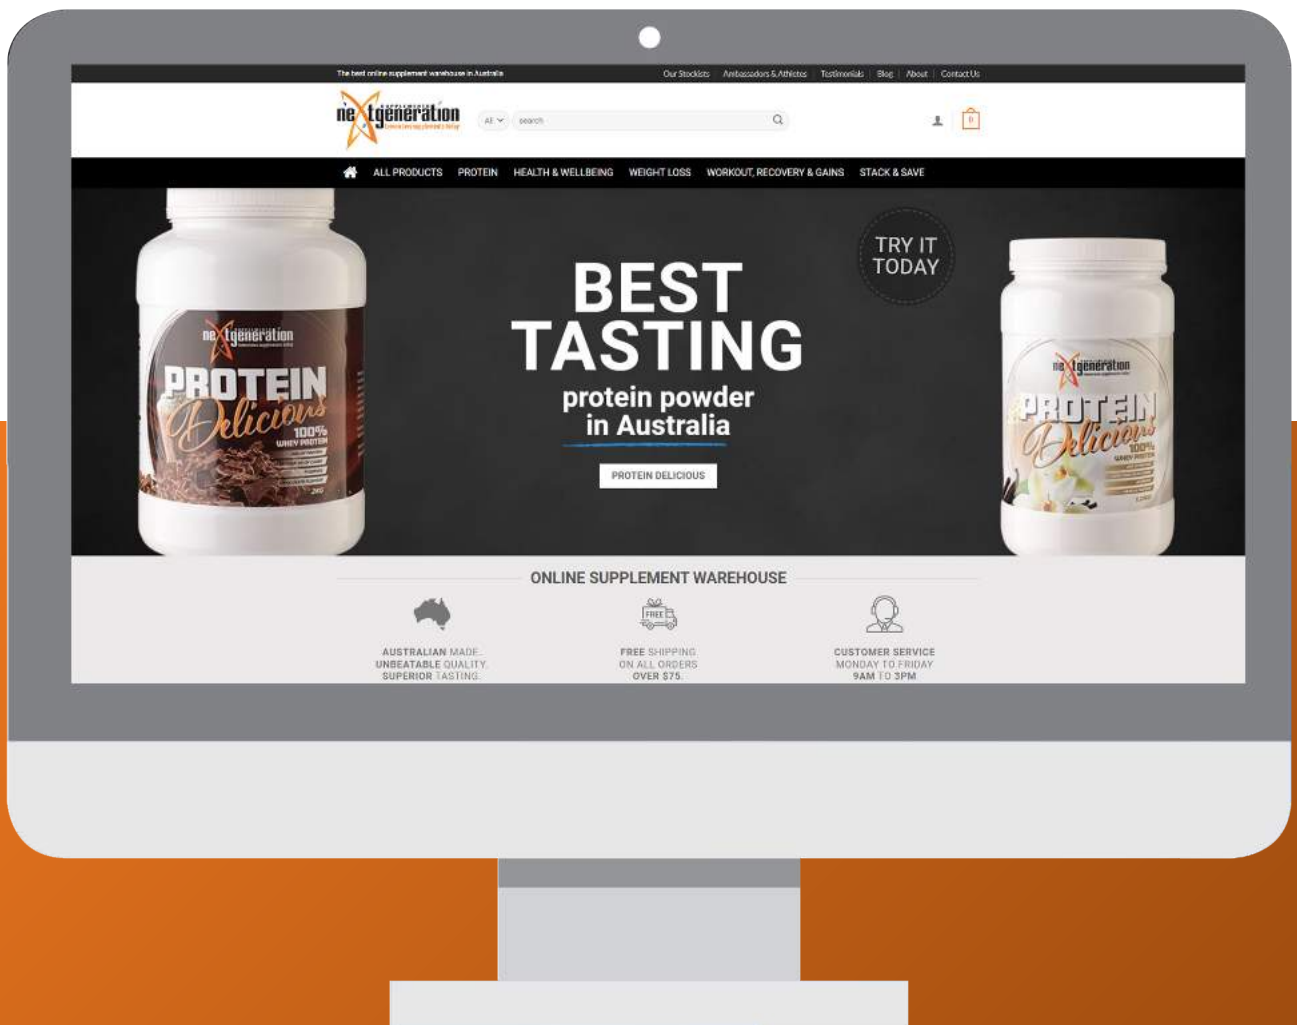 The best online supplement warehouse in Australia
Our Stockists
Ambassadors & Athletes
Testimonials
Blog
About
Contact Us
nextgeneration
search
0
ALL PRODUCTS
PROTEIN
HEALTH & WELLBEING
WEIGHT LOSS
WORKOUT, RECOVERY & GAINS
STACK & SAVE
nextgeneration
PROTEIN
Delicious
100%
WHEY PROTEIN
2KG
BEST
TASTING
protein powder
in Australia
PROTEIN DELICIOUS
TRY IT
TODAY
nextgeneration
PROTEIN
Delicious
100%
WHEY PROTEIN
ONLINE SUPPLEMENT WAREHOUSE
AUSTRALIAN MADE.
UNBEATABLE QUALITY.
SUPERIOR TASTING.
FREE
FREE SHIPPING
ON ALL ORDERS
OVER $75.
CUSTOMER SERVICE
MONDAY TO FRIDAY
9AM TO 3PM